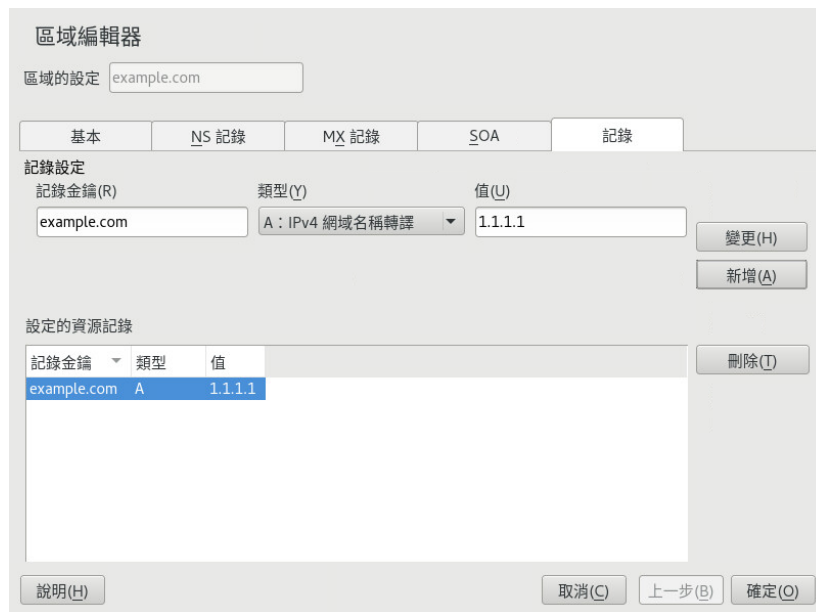 區域編輯器
區域的設定 example.com
基本 NS 記錄 MX 記錄 SOA 記錄
記錄設定
記錄金鑰(R) 類型(Y) 值(U)
example.com A：IPv4 網域名稱轉譯 1.1.1.1
變更(H)
新增(A)
設定的資源記錄
記錄金鑰 類型 值
刪除(T)
example.com A 1.1.1.1
說明(H) 取消(C) 上一步(B) 確定(O)